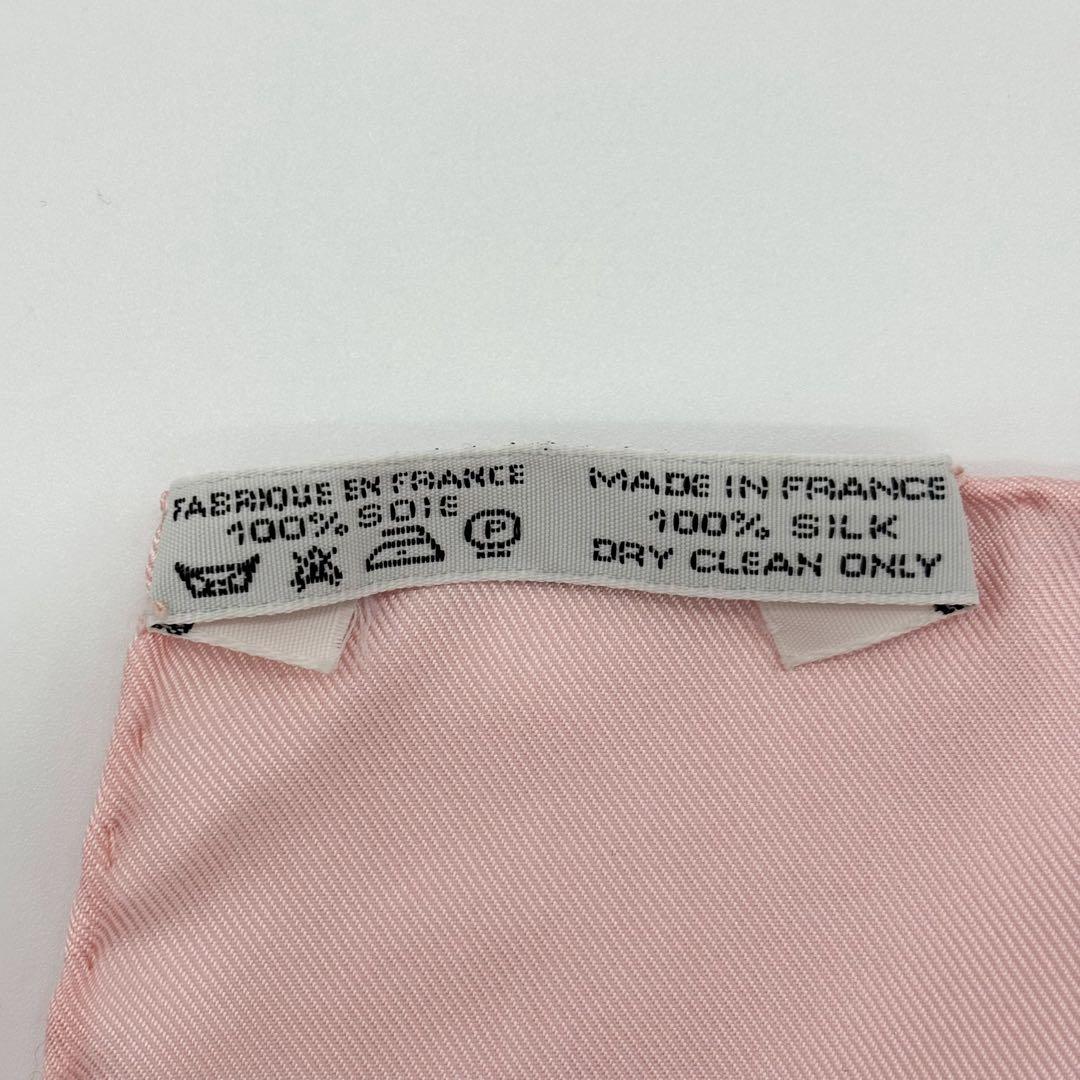 FABRIQUE EN FRANCE
100% SOIE
P
MADE IN FRANCE
100% SILK
DRY CLEAN ONLY